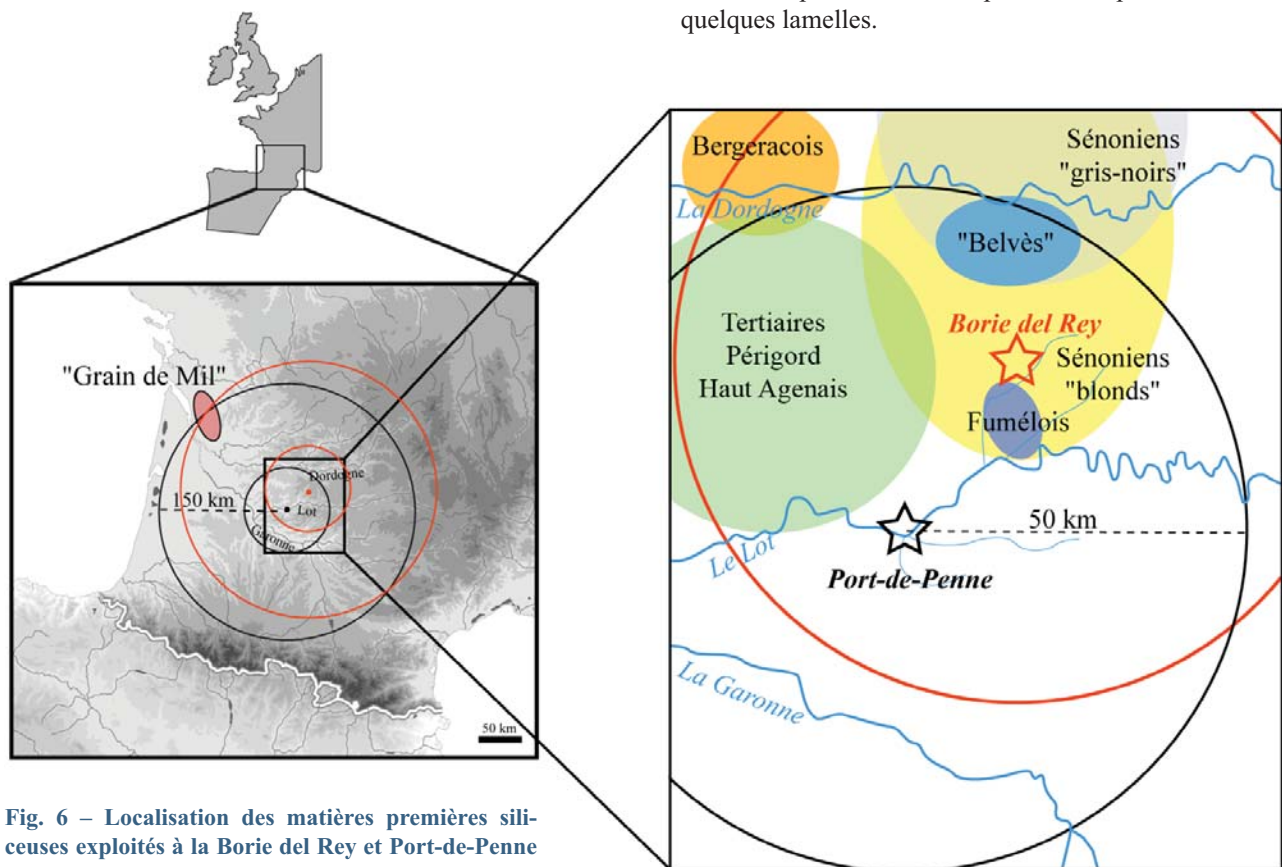 quelques lamelles.
"Grain de Mil"
150 km
Dordogne
Lot
Garonne
50 km
Bergeracois
Sénoniens
"gris-noirs"
La Dordogne
"Belvès"
Tertiaires
Périgord
Haut Agenais
Borie del Rey
Sénoniens
"blonds"
Fumélois
50 km
Le Lot
Port-de-Penne
La Garonne
Fig. 6 – Localisation des matières premières sili-
ceuses exploités à la Borie del Rey et Port-de-Penne